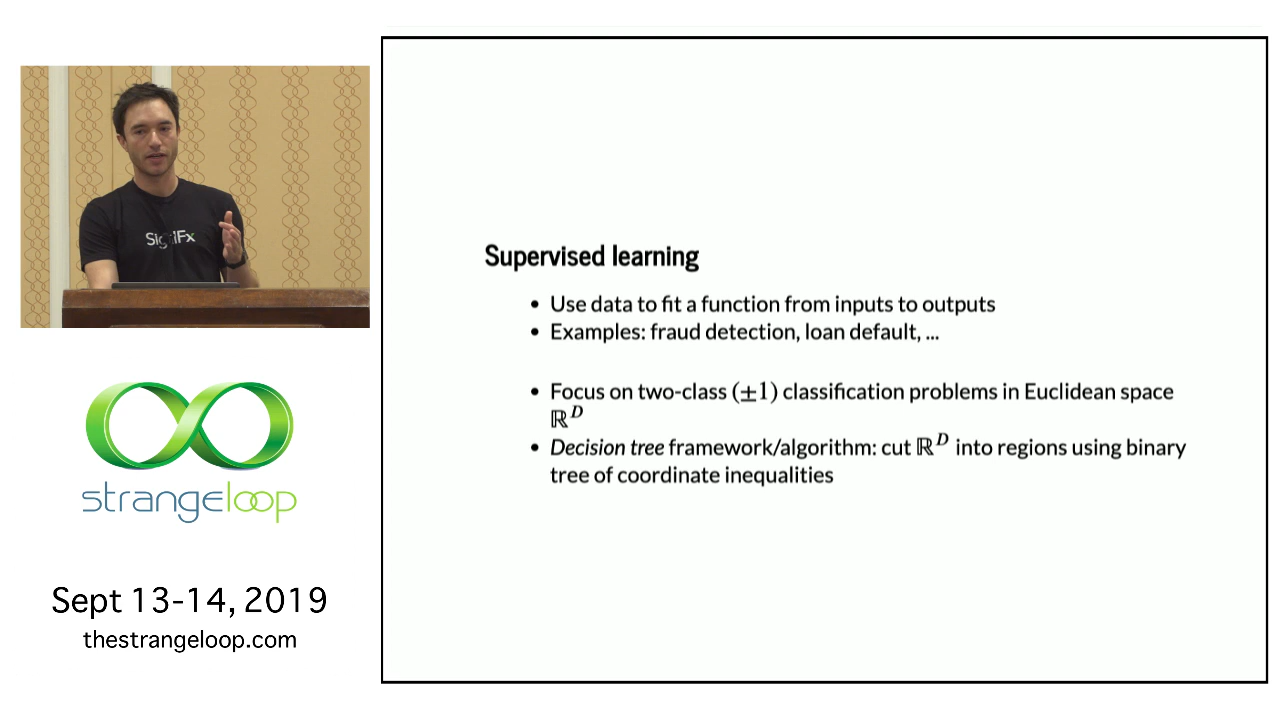 SignalFx
strangeloop
Sept 13-14, 2019
thestrangeloop.com
Supervised learning
• Use data to fit a function from inputs to outputs
• Examples: fraud detection, loan default, ...
• Focus on two-class (±1) classification problems in Euclidean space
ℝᴰ
• Decision tree framework/algorithm: cut ℝᴰ into regions using binary
tree of coordinate inequalities